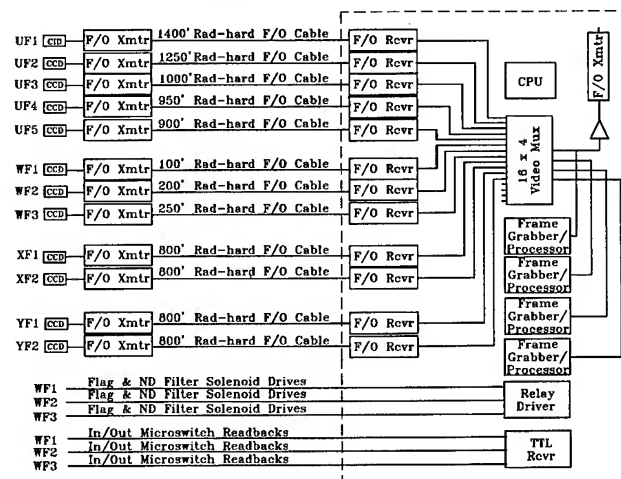 UF1 CID F/O Xmtr 1400' Rad-hard F/O Cable F/O Rcvr
UF2 CCD F/O Xmtr 1250' Rad-hard F/O Cable F/O Rcvr
UF3 CCD F/O Xmtr 1000' Rad-hard F/O Cable F/O Rcvr
UF4 CCD F/O Xmtr 950' Rad-hard F/O Cable F/O Rcvr
UF5 CCD F/O Xmtr 900' Rad-hard F/O Cable F/O Rcvr
WF1 CCD F/O Xmtr 100' Rad-hard F/O Cable F/O Rcvr
WF2 CCD F/O Xmtr 200' Rad-hard F/O Cable F/O Rcvr
WF3 CCD F/O Xmtr 250' Rad-hard F/O Cable F/O Rcvr
XF1 CCD F/O Xmtr 800' Rad-hard F/O Cable F/O Rcvr
XF2 CCD F/O Xmtr 800' Rad-hard F/O Cable F/O Rcvr
YF1 CCD F/O Xmtr 800' Rad-hard F/O Cable F/O Rcvr
YF2 CCD F/O Xmtr 800' Rad-hard F/O Cable F/O Rcvr
CPU
F/O Xmtr
16 x 4
Video Mux
Frame
Grabber/
Processor
Frame
Grabber/
Processor
Frame
Grabber/
Processor
Frame
Grabber/
Processor
WF1 Flag & ND Filter Solenoid Drives
WF2 Flag & ND Filter Solenoid Drives
WF3 Flag & ND Filter Solenoid Drives
Relay
Driver
WF1 In/Out Microswitch Readbacks
WF2 In/Out Microswitch Readbacks
WF3 In/Out Microswitch Readbacks
TTL
Rcvr